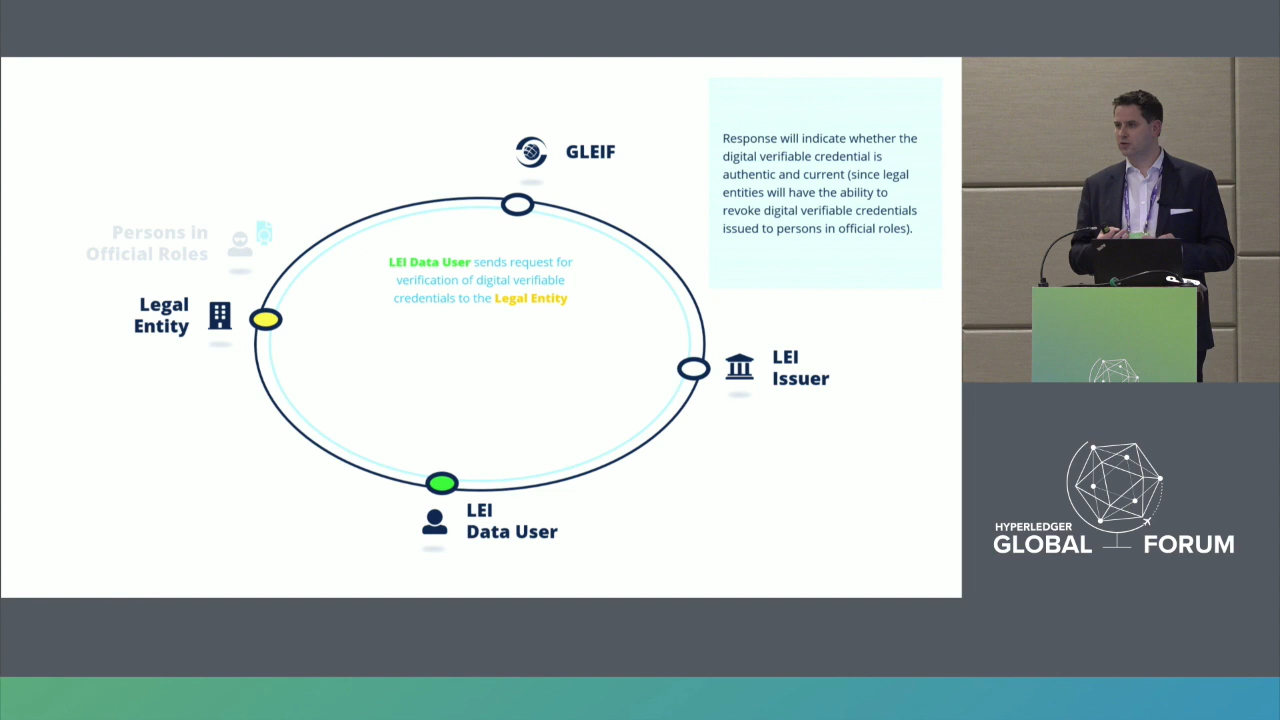 GLEIF
Response will indicate whether the
digital verifiable credential is
authentic and current (since legal
entities will have the ability to
revoke digital verifiable credentials
issued to persons in official roles).
Persons in
Official Roles
LEI Data User sends request for
verification of digital verifiable
credentials to the Legal Entity
Legal
Entity
LEI
Issuer
LEI
Data User
HYPERLEDGER
GLOBAL FORUM